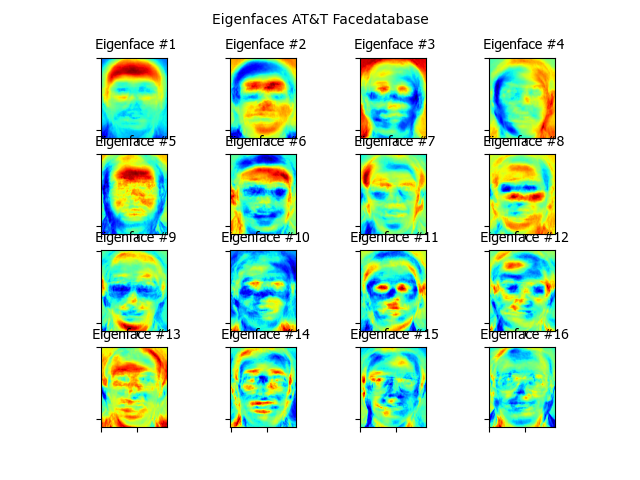 Eigenfaces AT&T Facedatabase
Eigenface #1
Eigenface #2
Eigenface #3
Eigenface #4
Eigenface #5
Eigenface #6
Eigenface #7
Eigenface #8
Eigenface #9
Eigenface #10
Eigenface #11
Eigenface #12
Eigenface #13
Eigenface #14
Eigenface #15
Eigenface #16